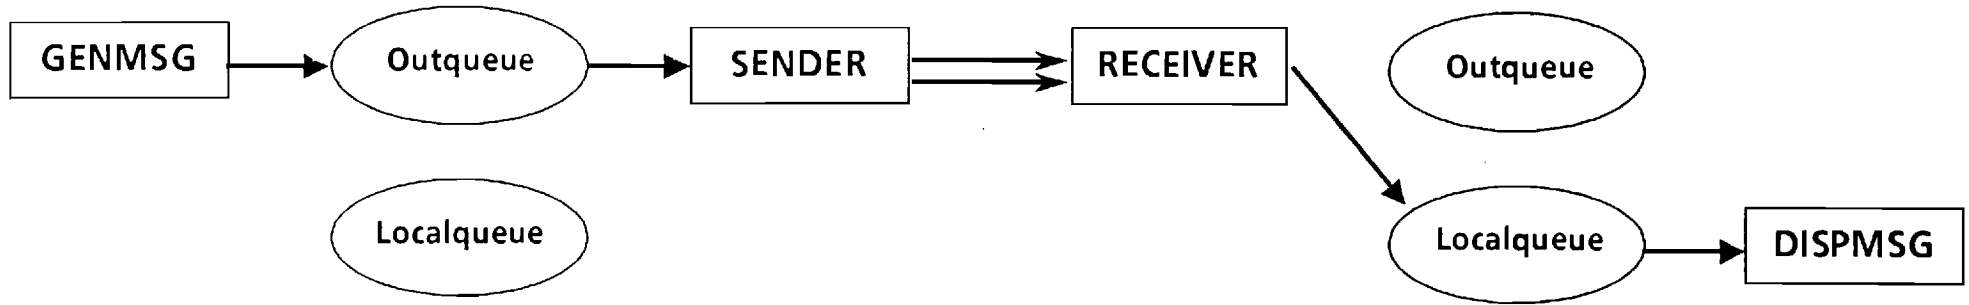 GENMSG
Outqueue
SENDER
RECEIVER
Outqueue
Localqueue
Localqueue
DISPMSG